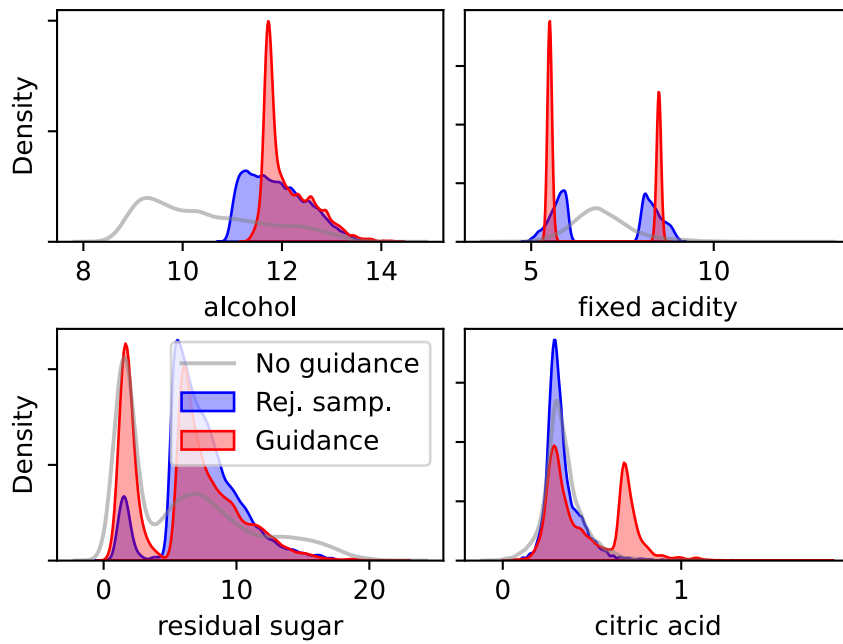 Density
8 10 12 14
alcohol
5 10
fixed acidity
Density
No guidance
Rej. samp.
Guidance
0 10 20
residual sugar
0 1
citric acid